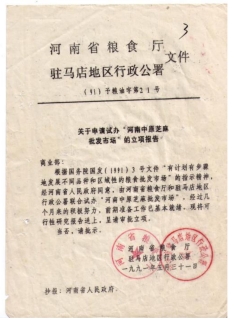 3
河南省粮食厅
驻马店地区行政公署
文件
(91)予粮油字第21号
关于申请试办“河南中原芝麻
批发市场”的立项报告
商业部:
根据国务院国发(1991)3号文件“有计划有步骤
地发展不同品种和区域性的粮食批发市场”的指示精神,
经河南省人民政府同意,由河南省粮食厅和驻马店地区
行政公署联合试办“河南中原芝麻批发市场”。经过几
个月来的积极努力,前期准备工作已基本就绪,现将可
行性研究报告送上,呈请审批立项。
当否,请批示。
河南省粮食厅
驻马店地区行政公署
一九九一年五月三十一日
抄报:河南省人民政府。